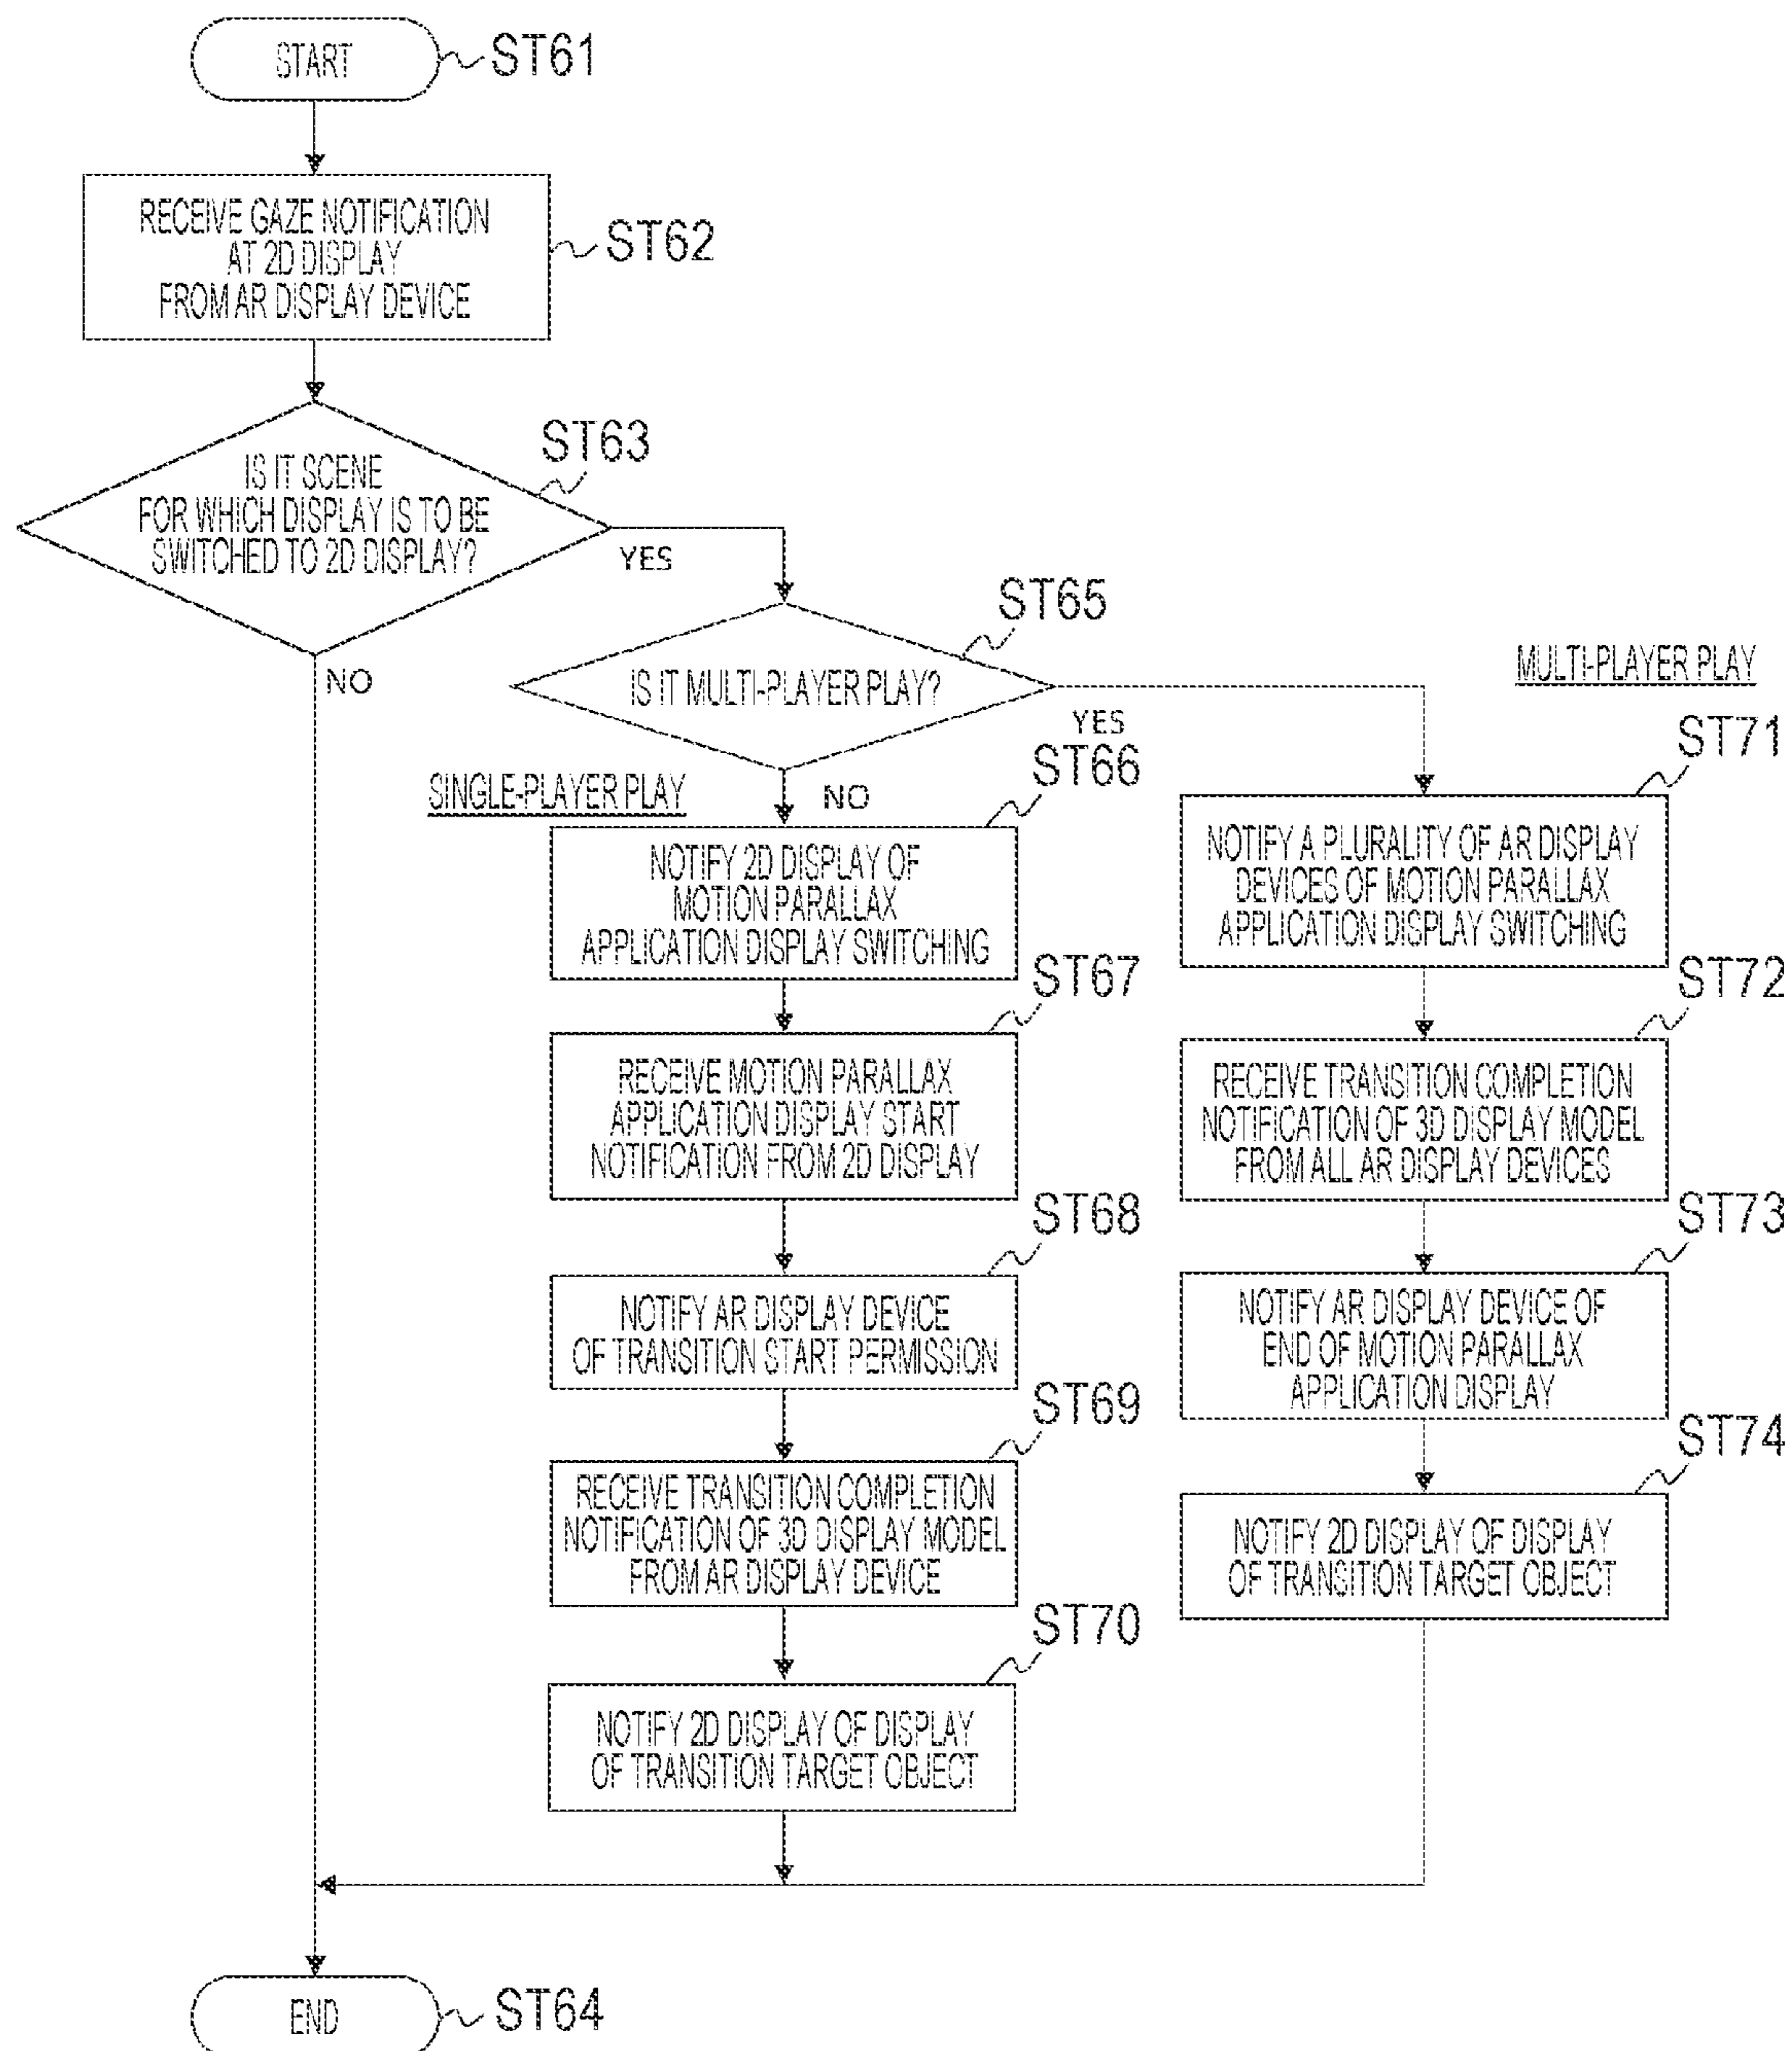 START
ST61
RECEIVE GAZE NOTIFICATION
AT 2D DISPLAY
FROM AR DISPLAY DEVICE
ST62
IS IT SCENE
FOR WHICH DISPLAY IS TO BE
SWITCHED TO 2D DISPLAY?
ST63
YES
NO
IS IT MULTI-PLAYER PLAY?
ST65
YES
NO
SINGLE-PLAYER PLAY
NOTIFY 2D DISPLAY OF
MOTION PARALLAX
APPLICATION DISPLAY SWITCHING
ST66
RECEIVE MOTION PARALLAX
APPLICATION DISPLAY START
NOTIFICATION FROM 2D DISPLAY
ST67
NOTIFY AR DISPLAY DEVICE
OF TRANSITION START PERMISSION
ST68
RECEIVE TRANSITION COMPLETION
NOTIFICATION OF 3D DISPLAY MODEL
FROM AR DISPLAY DEVICE
ST69
NOTIFY 2D DISPLAY OF DISPLAY
OF TRANSITION TARGET OBJECT
ST70
MULTI-PLAYER PLAY
NOTIFY A PLURALITY OF AR DISPLAY
DEVICES OF MOTION PARALLAX
APPLICATION DISPLAY SWITCHING
ST71
RECEIVE TRANSITION COMPLETION
NOTIFICATION OF 3D DISPLAY MODEL
FROM ALL AR DISPLAY DEVICES
ST72
NOTIFY AR DISPLAY DEVICE OF
END OF MOTION PARALLAX
APPLICATION DISPLAY
ST73
NOTIFY 2D DISPLAY OF DISPLAY
OF TRANSITION TARGET OBJECT
ST74
END
ST64